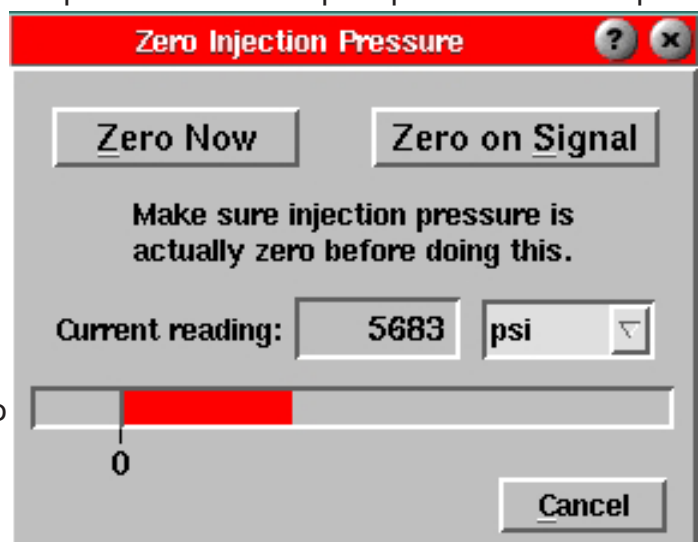 Zero Injection Pressure
Zero Now
Zero on Signal
Make sure injection pressure is
actually zero before doing this.
Current reading: 5683 psi
0
Cancel